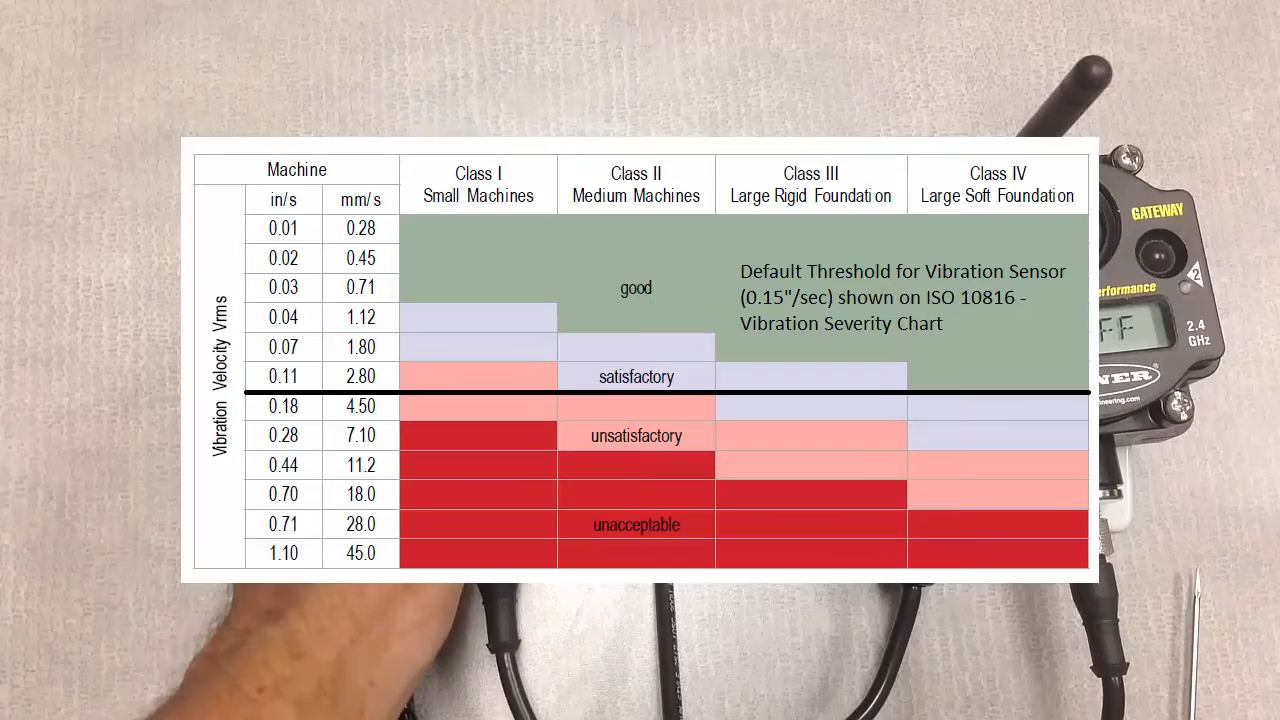 Machine
Class I
Small Machines
Class II
Medium Machines
Class III
Large Rigid Foundation
Class IV
Large Soft Foundation
in/s mm/s
Vibration Velocity Vrms
0.01 0.28
0.02 0.45
0.03 0.71
0.04 1.12
0.07 1.80
0.11 2.80
0.18 4.50
0.28 7.10
0.44 11.2
0.70 18.0
0.71 28.0
1.10 45.0
good
satisfactory
unsatisfactory
unacceptable
Default Threshold for Vibration Sensor
(0.15"/sec) shown on ISO 10816 -
Vibration Severity Chart
GATEWAY
2
FF
2.4
GHz